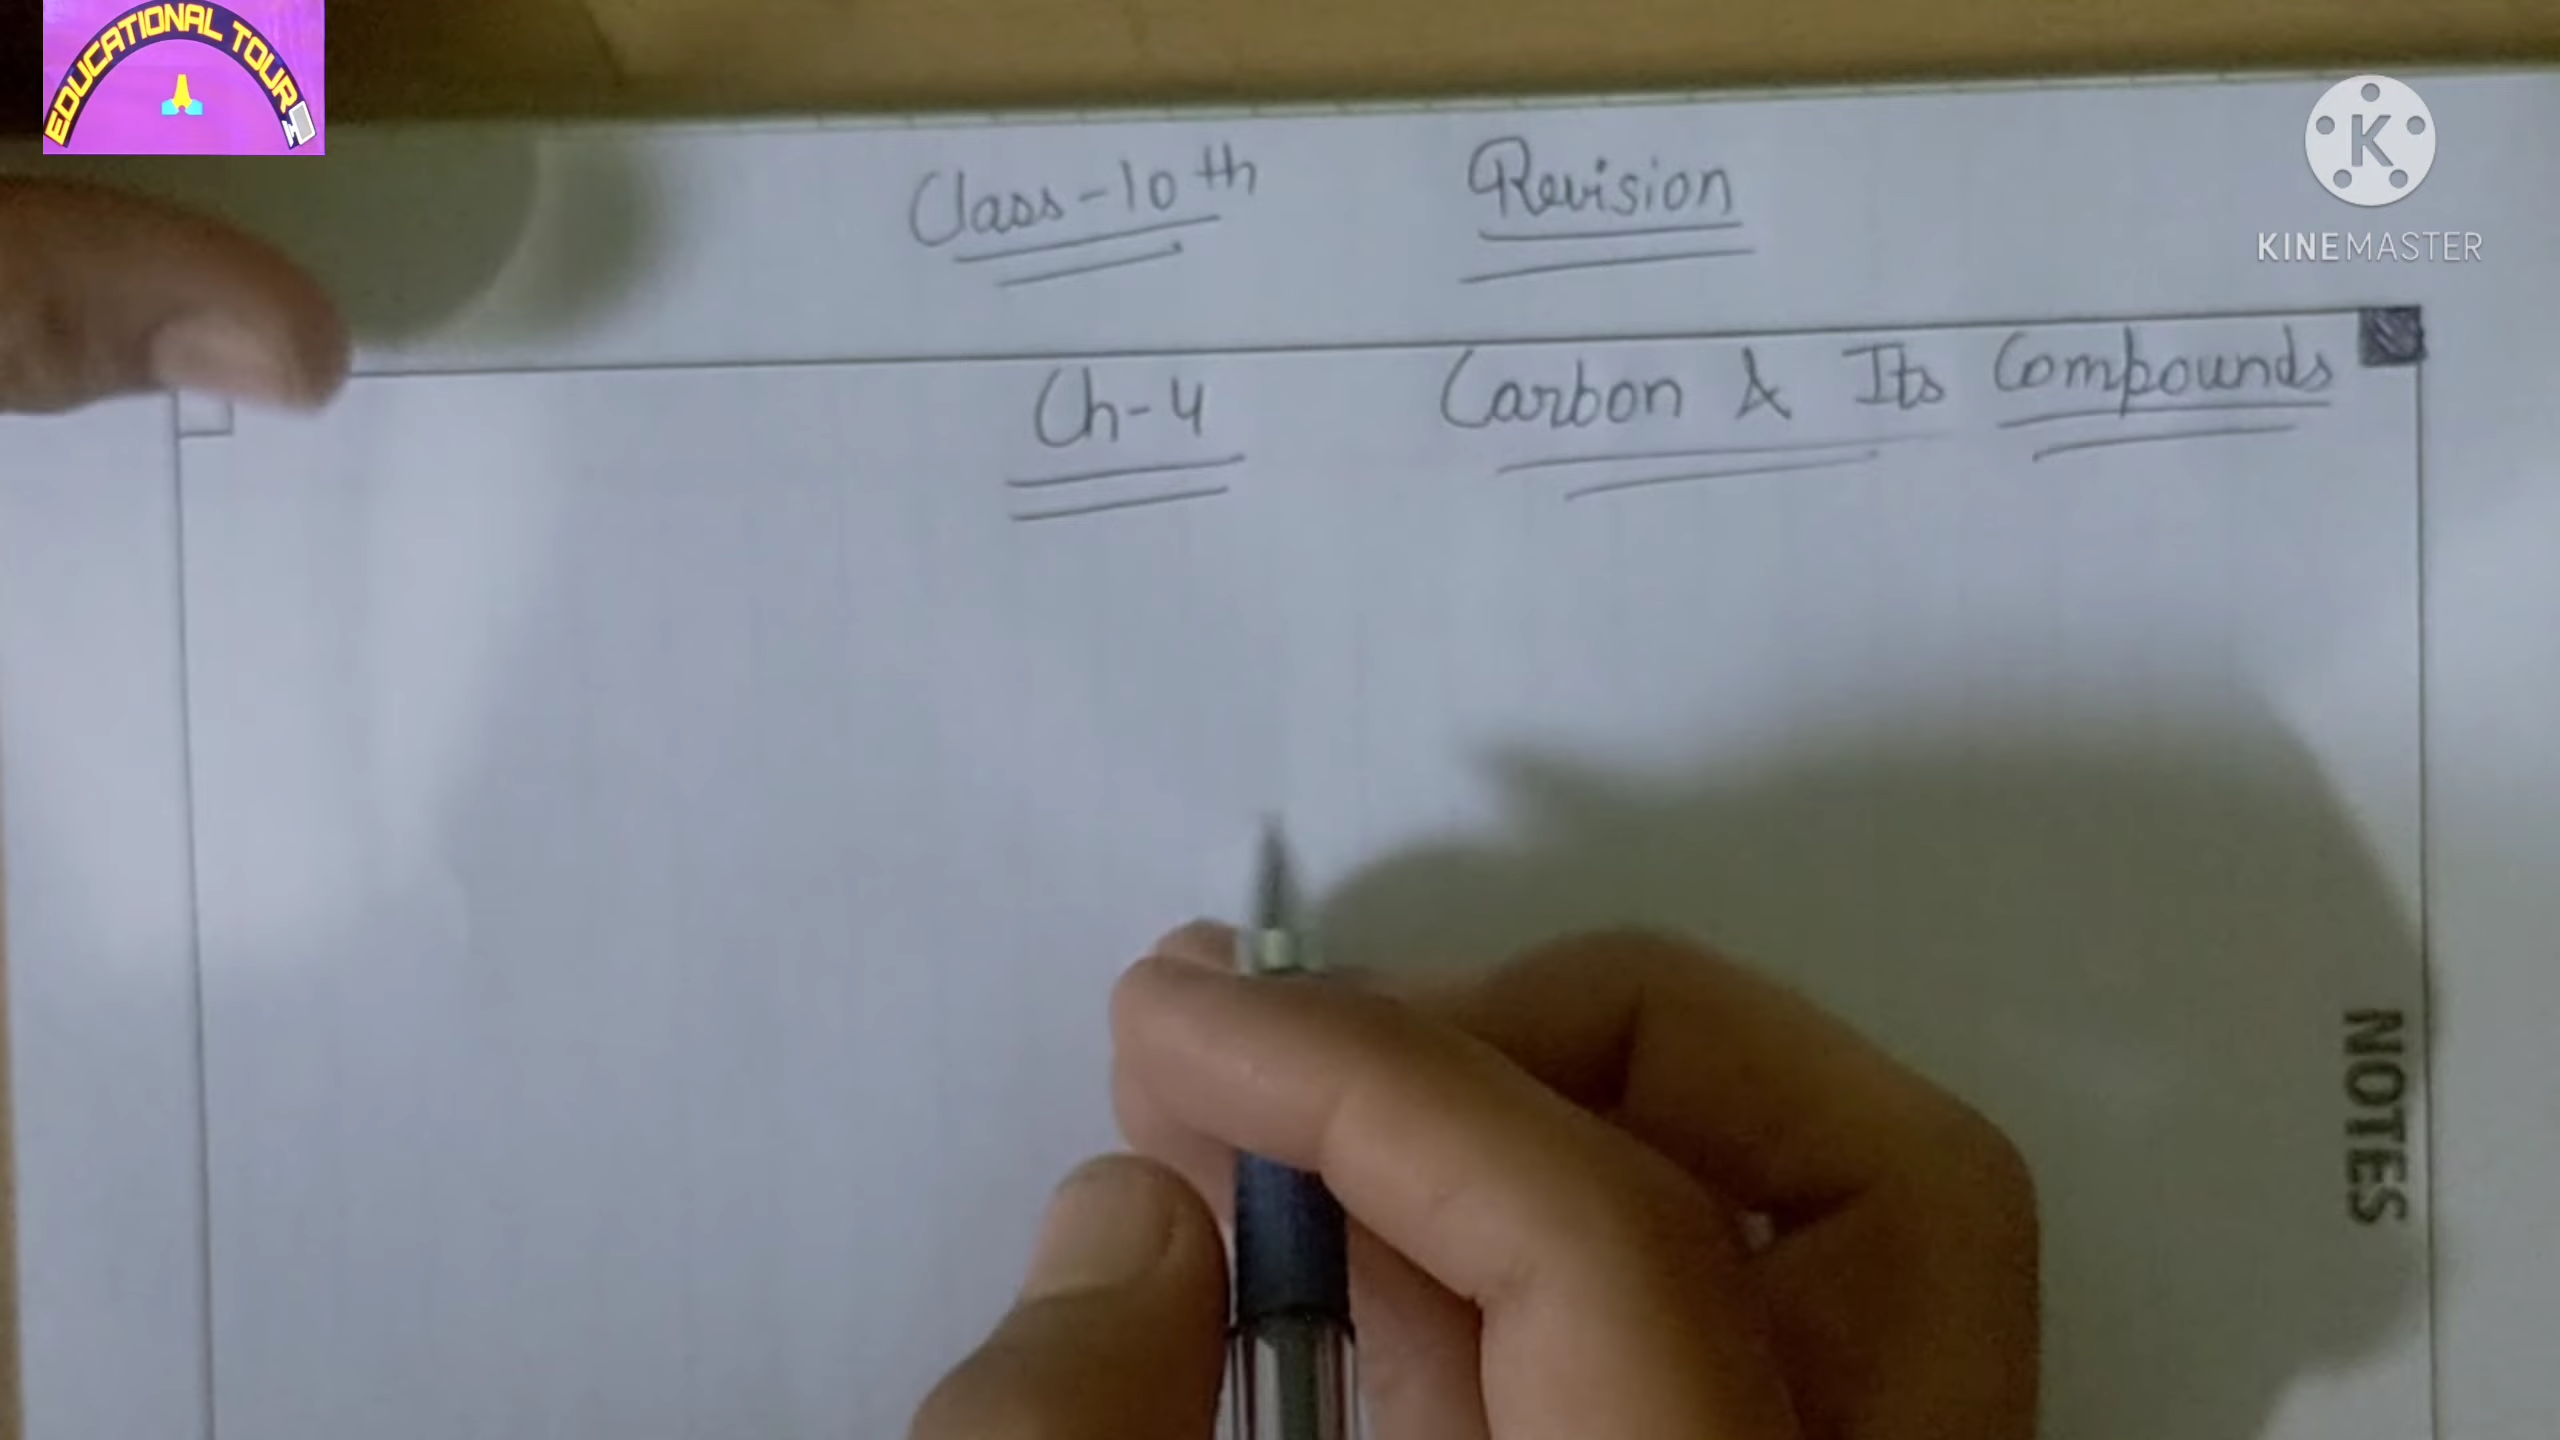 EDUCATIONAL TOUR
Class-10th Revision
K
KINEMASTER
Ch-4 Carbon & Its Compounds
NOTES